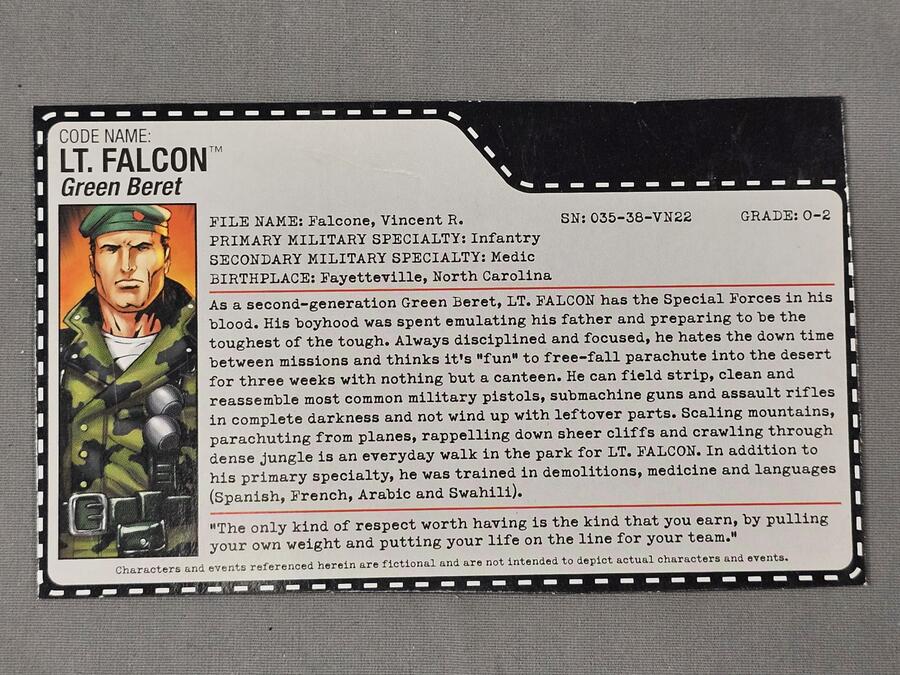 CODE NAME:
LT. FALCON™
Green Beret
FILE NAME: Falcone, Vincent R. SN: 035-38-VN22 GRADE: O-2
PRIMARY MILITARY SPECIALTY: Infantry
SECONDARY MILITARY SPECIALTY: Medic
BIRTHPLACE: Fayetteville, North Carolina
As a second-generation Green Beret, LT. FALCON has the Special Forces in his
blood. His boyhood was spent emulating his father and preparing to be the
toughest of the tough. Always disciplined and focused, he hates the down time
between missions and thinks it's "fun" to free-fall parachute into the desert
for three weeks with nothing but a canteen. He can field strip, clean and
reassemble most common military pistols, submachine guns and assault rifles
in complete darkness and not wind up with leftover parts. Scaling mountains,
parachuting from planes, rappelling down sheer cliffs and crawling through
dense jungle is an everyday walk in the park for LT. FALCON. In addition to
his primary specialty, he was trained in demolitions, medicine and languages
(Spanish, French, Arabic and Swahili).
"The only kind of respect worth having is the kind that you earn, by pulling
your own weight and putting your life on the line for your team."
Characters and events referenced herein are fictional and are not intended to depict actual characters and events.